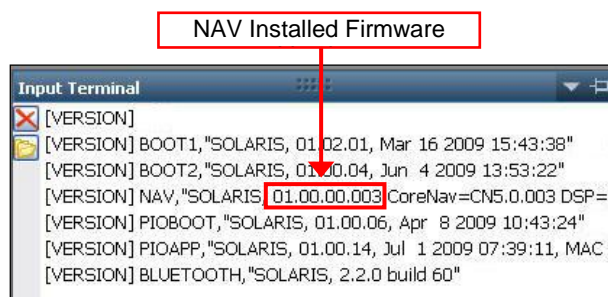 NAV Installed Firmware
Input Terminal
[VERSION]
[VERSION] BOOT1,"SOLARIS, 01.02.01, Mar 16 2009 15:43:38"
[VERSION] BOOT2,"SOLARIS, 01.00.04, Jun 4 2009 13:53:22"
[VERSION] NAV,"SOLARIS, 01.00.00.003 CoreNav=CN5.0.003 DSP=
[VERSION] PIOBOOT,"SOLARIS, 01.00.06, Apr 8 2009 10:43:24"
[VERSION] PIOAPP,"SOLARIS, 01.00.14, Jul 1 2009 07:39:11, MAC
[VERSION] BLUETOOTH,"SOLARIS, 2.2.0 build 60"